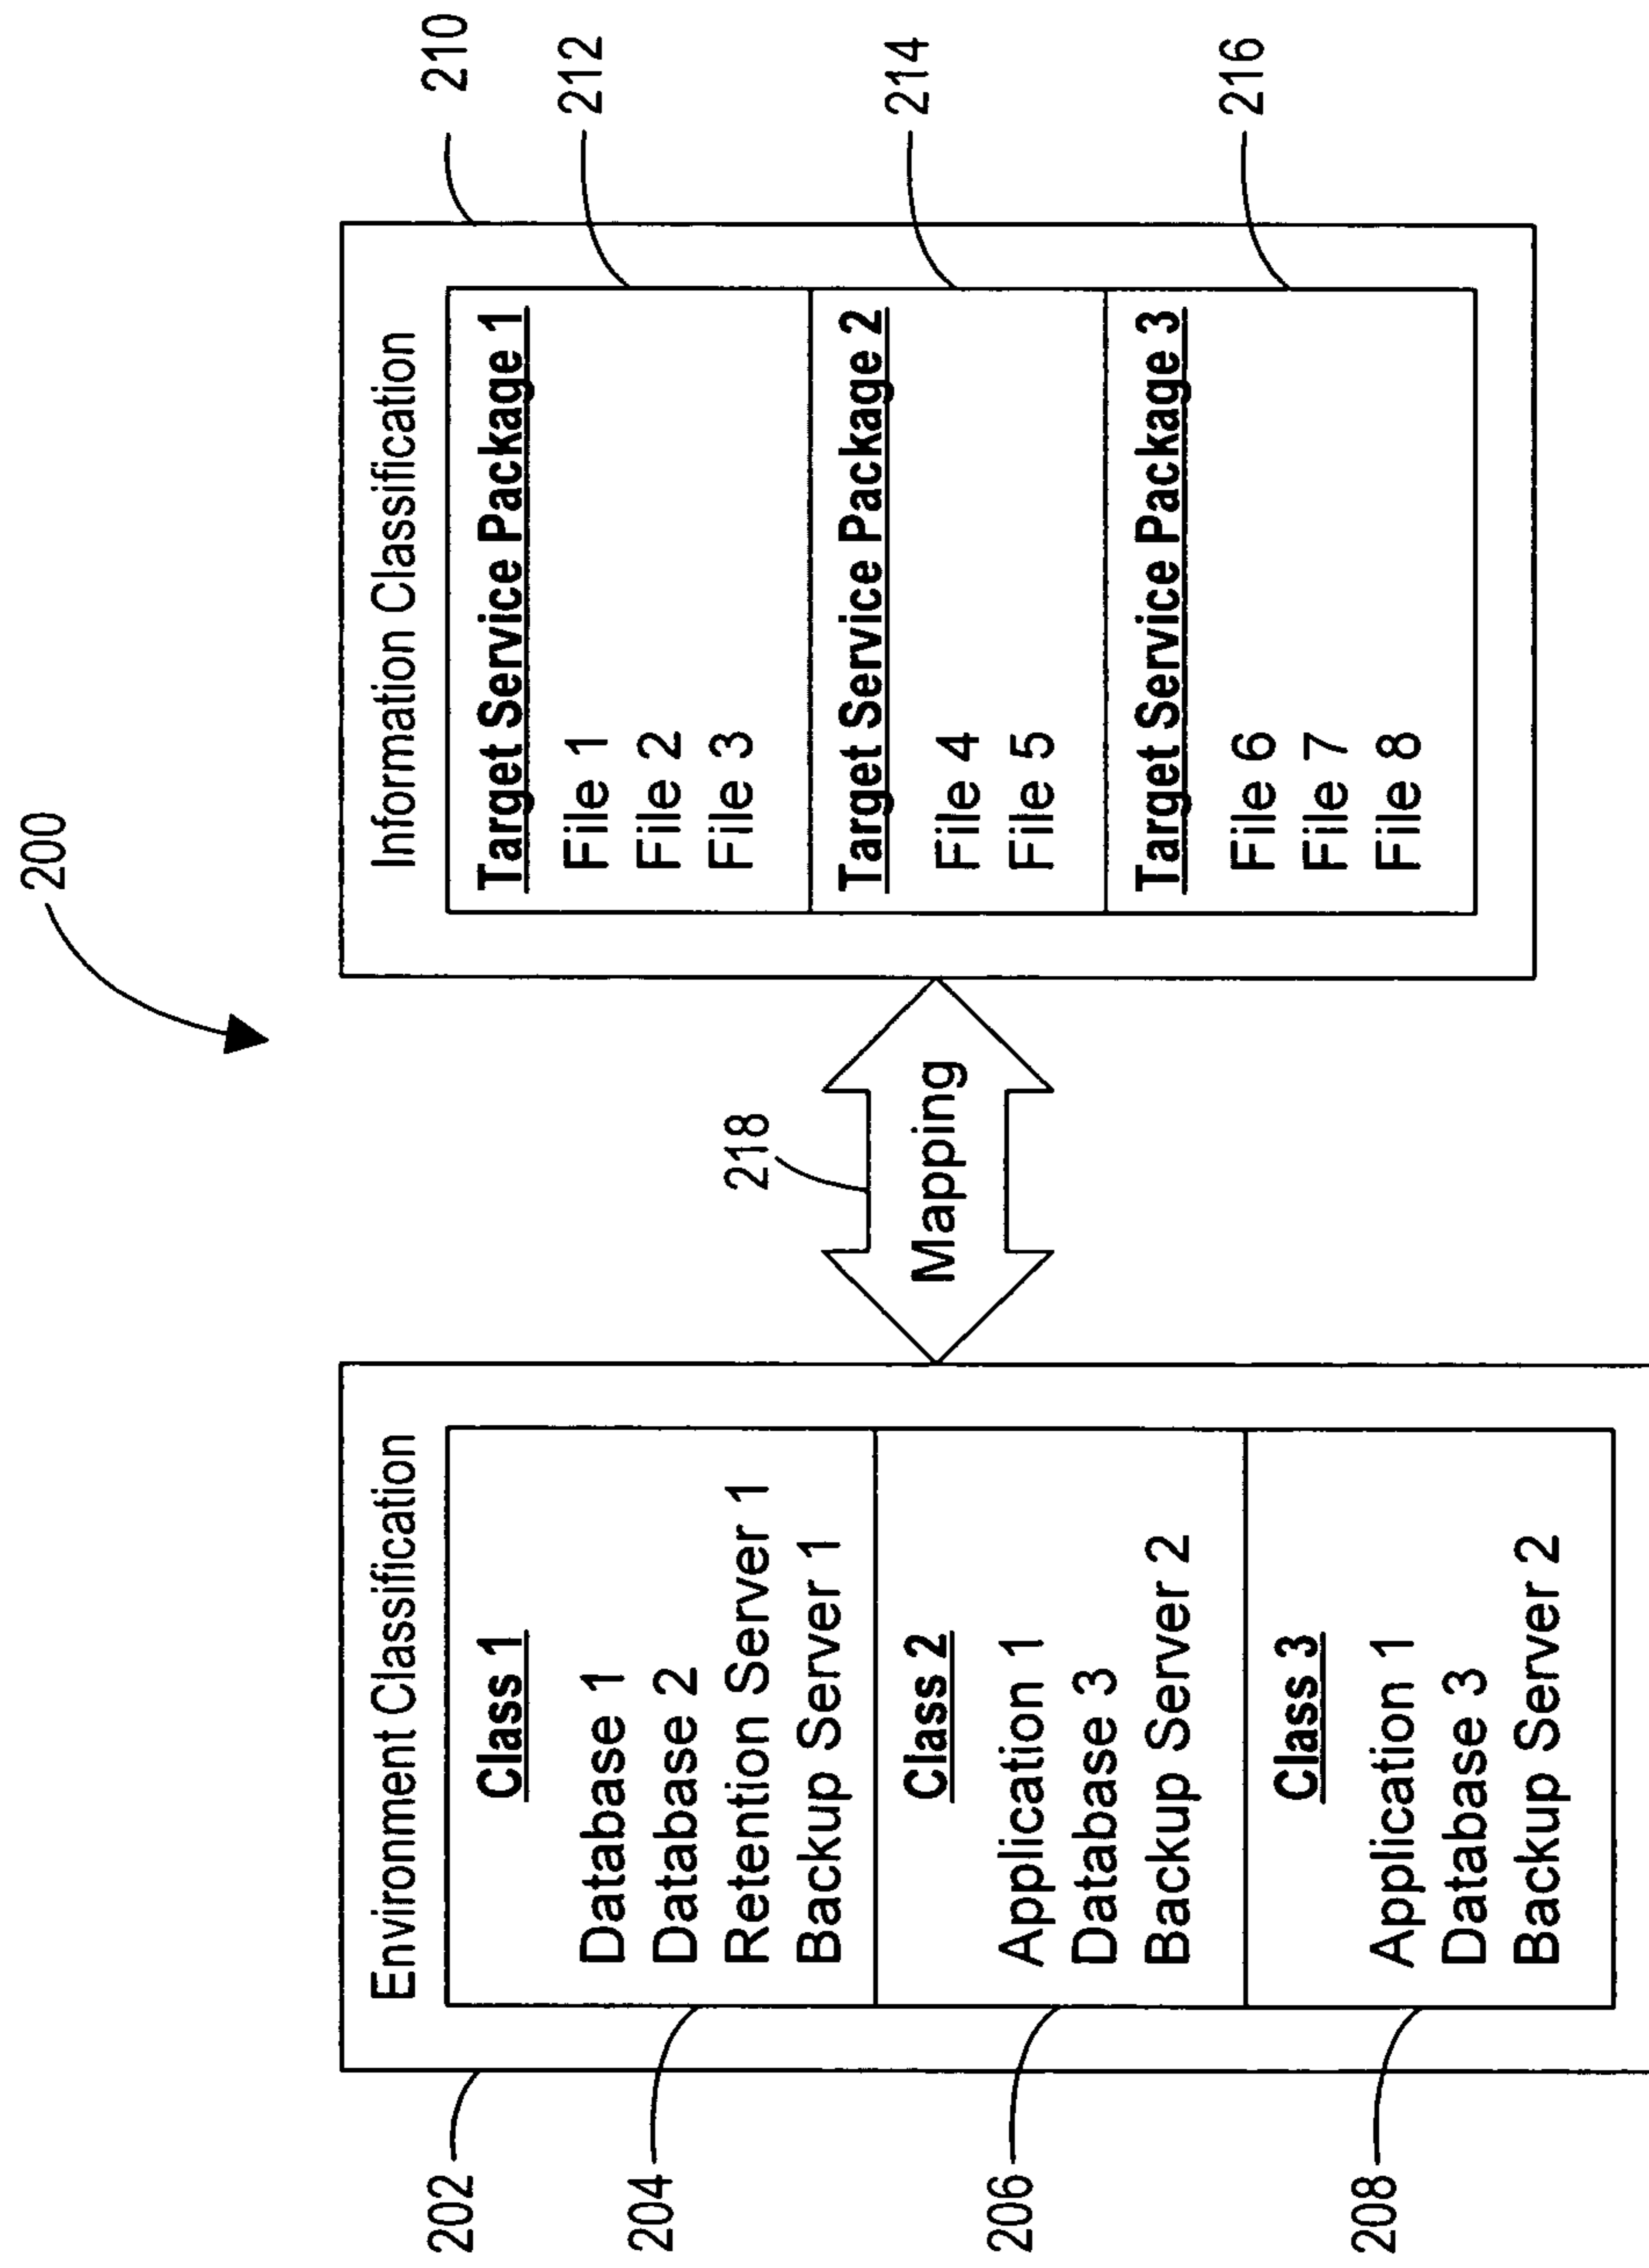 200
Environment Classification
Class 1
Database 1
Database 2
Retention Server 1
Backup Server 1
Class 2
Application 1
Database 3
Backup Server 2
Class 3
Application 1
Database 3
Backup Server 2
202
204
206
208
218
Mapping
Information Classification
Target Service Package 1
File 1
File 2
File 3
Target Service Package 2
File 4
File 5
Target Service Package 3
File 6
File 7
File 8
210
212
214
216